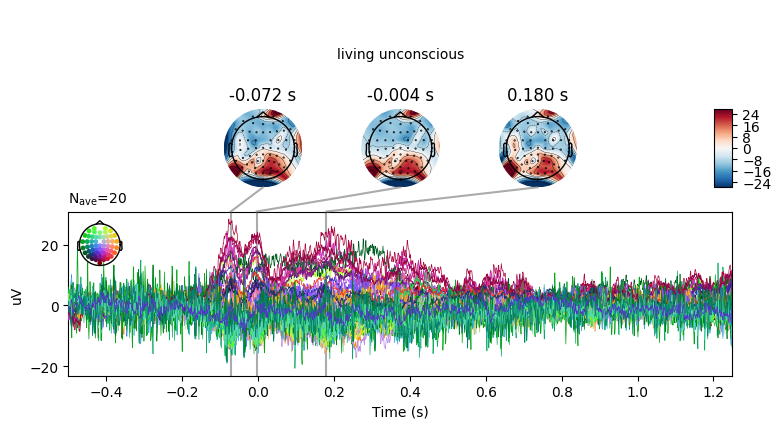 living unconscious
-0.072 s -0.004 s 0.180 s
24
16
8
0
−8
−16
−24
Nave=20
20
0
−20
uV
−0.4 −0.2 0.0 0.2 0.4 0.6 0.8 1.0 1.2
Time (s)